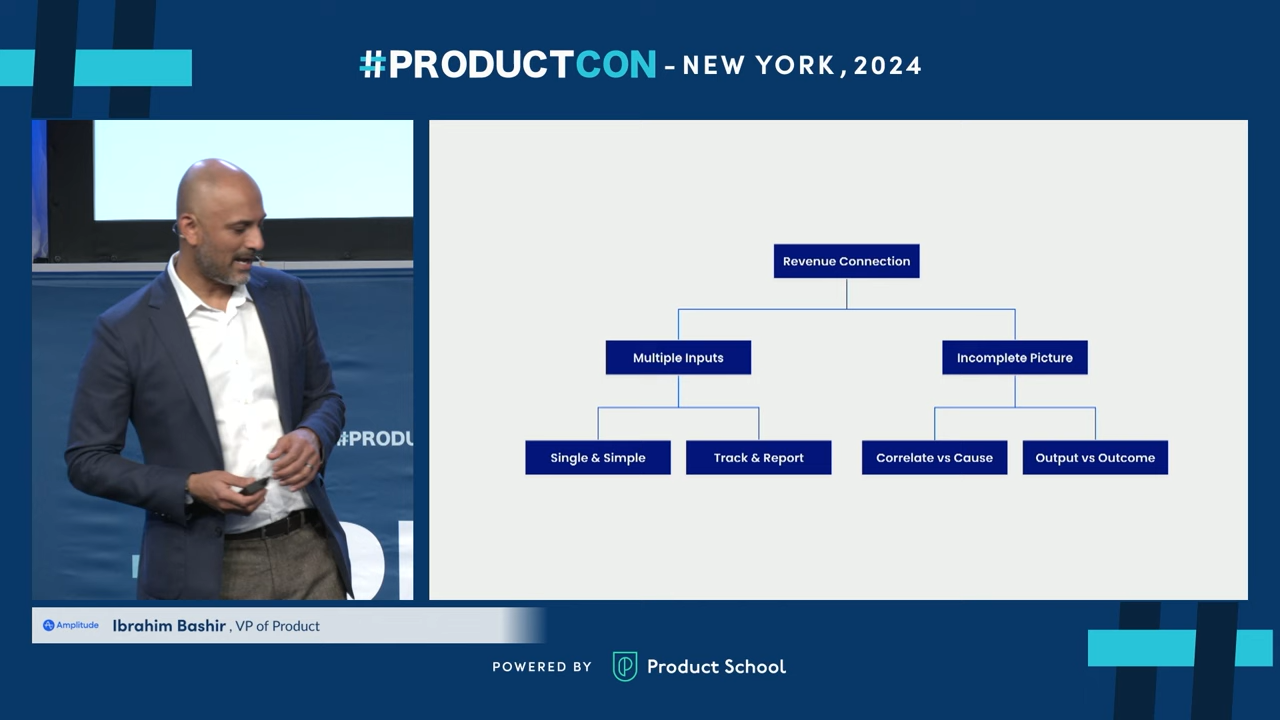 #PRODUCTCON - NEW YORK, 2024
Revenue Connection
Multiple Inputs
Incomplete Picture
Single & Simple
Track & Report
Correlate vs Cause
Output vs Outcome
#PRODU
Amplitude Ibrahim Bashir, VP of Product
POWERED BY Product School